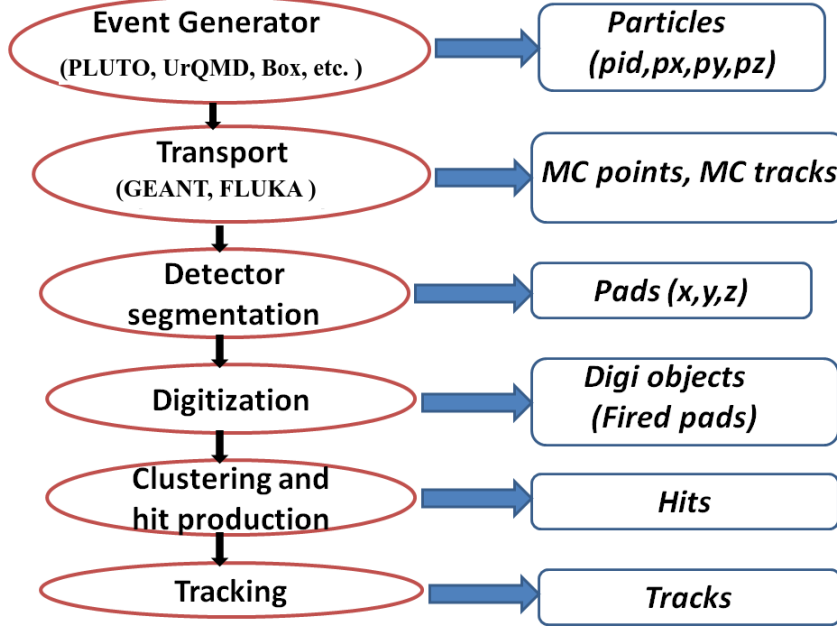 Event Generator
(PLUTO, UrQMD, Box, etc. )
Particles
(pid,px,py,pz)
Transport
(GEANT, FLUKA )
MC points, MC tracks
Detector
segmentation
Pads (x,y,z)
Digitization
Digi objects
(Fired pads)
Clustering and
hit production
Hits
Tracking
Tracks